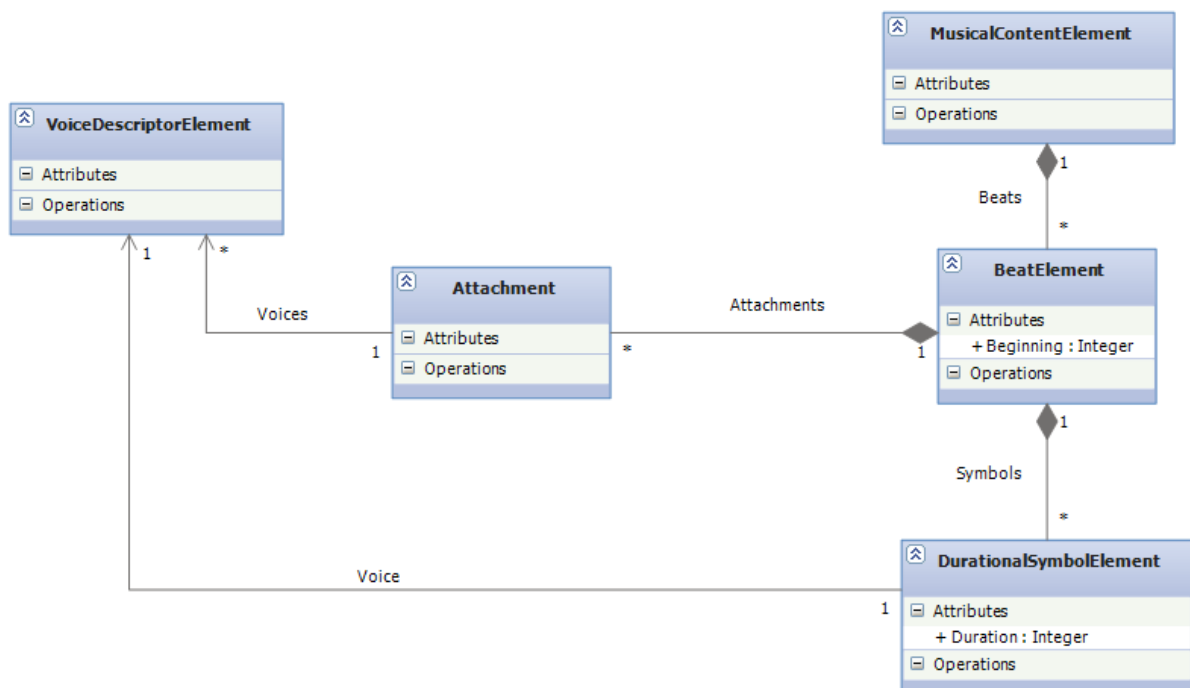 MusicalContentElement
Attributes
Operations
1
Beats
*
VoiceDescriptorElement
Attributes
Operations
1
*
BeatElement
Attributes
+ Beginning : Integer
Operations
1
Attachment
Attributes
Operations
Voices
1
Attachments
*
1
Symbols
*
DurationalSymbolElement
Attributes
+ Duration : Integer
Operations
Voice
1